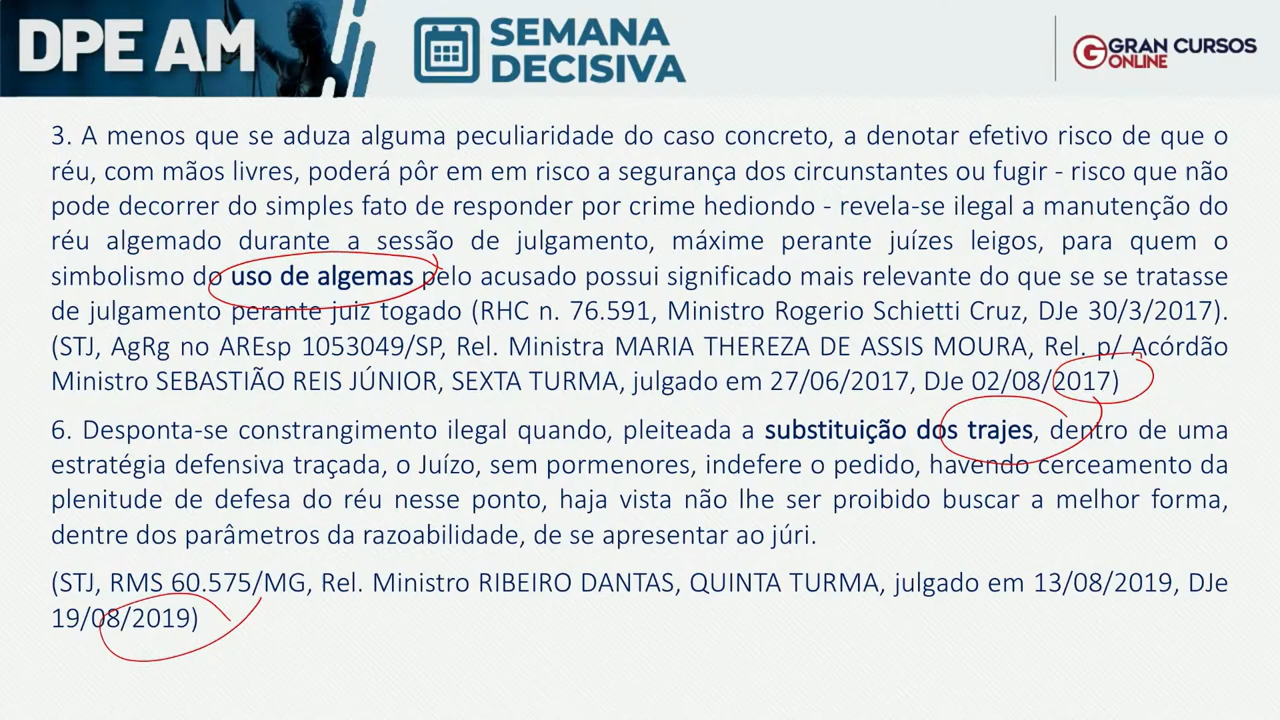 DPE AM
SEMANA
DECISIVA
GRAN CURSOS
ONLINE
3. A menos que se aduza alguma peculiaridade do caso concreto, a denotar efetivo risco de que o
réu, com mãos livres, poderá pôr em em risco a segurança dos circunstantes ou fugir - risco que não
pode decorrer do simples fato de responder por crime hediondo - revela-se ilegal a manutenção do
réu algemado durante a sessão de julgamento, máxime perante juízes leigos, para quem o
simbolismo do uso de algemas pelo acusado possui significado mais relevante do que se se tratasse
de julgamento perante juiz togado (RHC n. 76.591, Ministro Rogerio Schietti Cruz, DJe 30/3/2017).
(STJ, AgRg no AREsp 1053049/SP, Rel. Ministra MARIA THEREZA DE ASSIS MOURA, Rel. p/ Acórdão
Ministro SEBASTIÃO REIS JÚNIOR, SEXTA TURMA, julgado em 27/06/2017, DJe 02/08/2017)
6. Desponta-se constrangimento ilegal quando, pleiteada a substituição dos trajes, dentro de uma
estratégia defensiva traçada, o Juízo, sem pormenores, indefere o pedido, havendo cerceamento da
plenitude de defesa do réu nesse ponto, haja vista não lhe ser proibido buscar a melhor forma,
dentre dos parâmetros da razoabilidade, de se apresentar ao júri.
(STJ, RMS 60.575/MG, Rel. Ministro RIBEIRO DANTAS, QUINTA TURMA, julgado em 13/08/2019, DJe
19/08/2019)